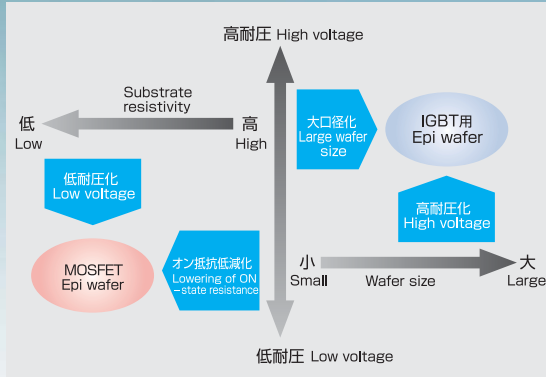 高耐圧 High voltage
Substrate
resistivity
低
Low
高
High
大口径化
Large wafer
size
IGBT用
Epi wafer
低耐圧化
Low voltage
高耐圧化
High voltage
MOSFET
Epi wafer
オン抵抗低減化
Lowering of ON
−state resistance
小
Small
Wafer size
大
Large
低耐圧 Low voltage